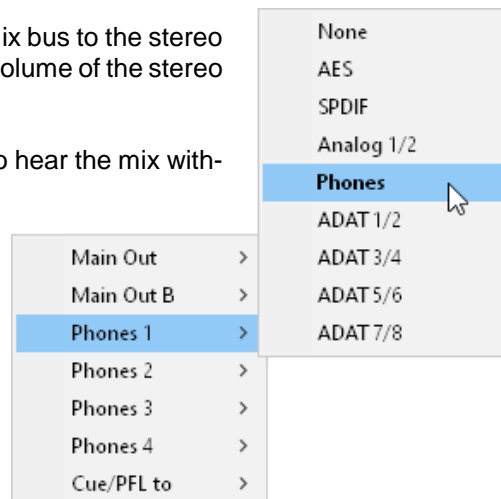 mix bus to the stereo
volume of the stereo
o hear the mix with-
None
AES
SPDIF
Analog 1/2
Phones
ADAT 1/2
ADAT 3/4
ADAT 5/6
ADAT 7/8
Main Out >
Main Out B >
Phones 1 >
Phones 2 >
Phones 3 >
Phones 4 >
Cue/PFL to >